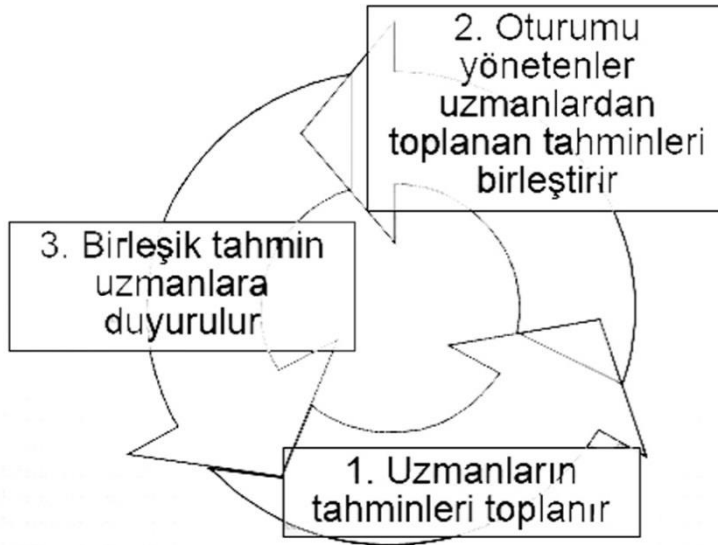 2. Oturumu
yönetenler
uzmanlardan
toplanan tahminleri
birleştirir
3. Birleşik tahmin
uzmanlara
duyurulur
1. Uzmanların
tahminleri toplanır